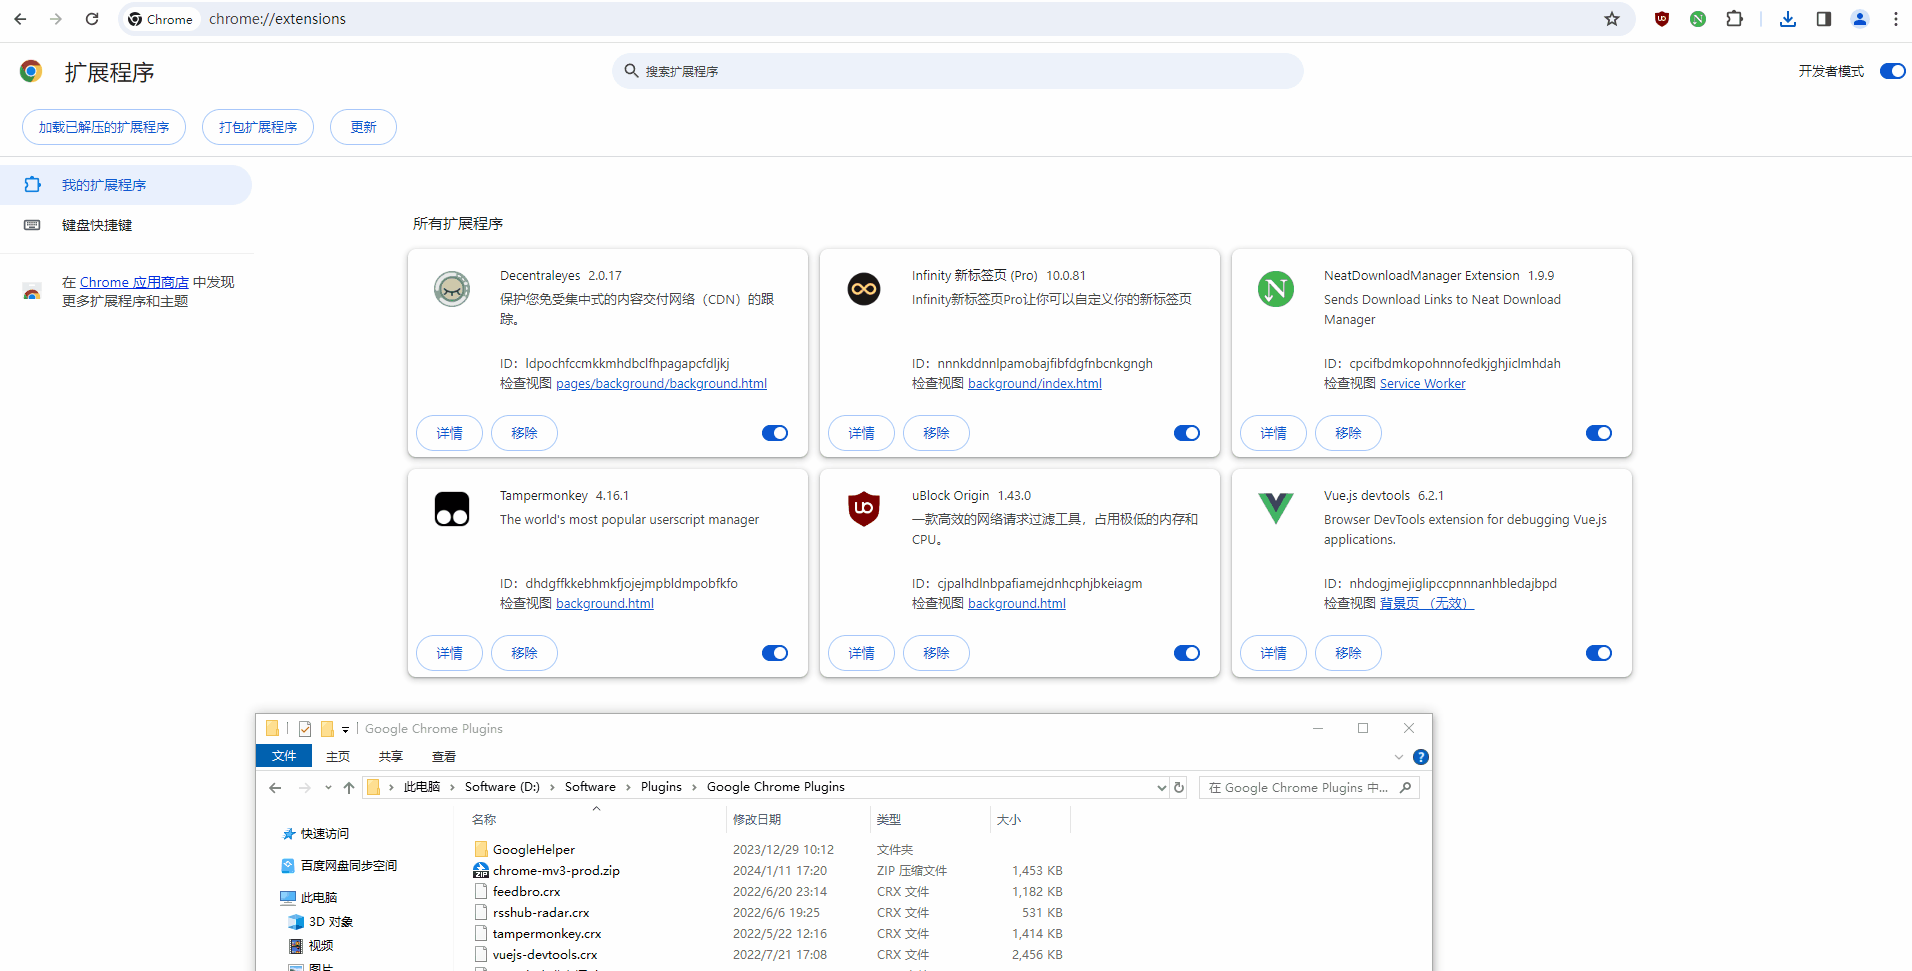 Chrome
chrome://extensions
扩展程序
搜索扩展程序
开发者模式
加载已解压的扩展程序
打包扩展程序
更新
我的扩展程序
键盘快捷键
在 Chrome 应用商店 中发现
更多扩展程序和主题
所有扩展程序
Decentraleyes 2.0.17
保护您免受集中式的内容交付网络（CDN）的跟
踪。
ID：ldpochfccmkkmhdbclfhpagapcfdljkj
检查视图 pages/background/background.html
详情
移除
Infinity 新标签页 (Pro) 10.0.81
Infinity新标签页Pro让你可以自定义你的新标签页
ID：nnnkddnnlpamobajfibfdgfnbcnkgngh
检查视图 background/index.html
详情
移除
NeatDownloadManager Extension 1.9.9
Sends Download Links to Neat Download
Manager
ID：cpcifbdmkopohnnofedkjghjiclmhdah
检查视图 Service Worker
详情
移除
Tampermonkey 4.16.1
The world's most popular userscript manager
ID：dhdgffkkebhmkfjojejmpbldmpobfkfo
检查视图 background.html
详情
移除
uBlock Origin 1.43.0
一款高效的网络请求过滤工具，占用极低的内存和
CPU。
ID：cjpalhdlnbpafiamejdnhcphjbkeiagm
检查视图 background.html
详情
移除
Vue.js devtools 6.2.1
Browser DevTools extension for debugging Vue.js
applications.
ID：nhdogjmejiglipccpnnnanhbledajbpd
检查视图 背景页 （无效）
详情
移除
Google Chrome Plugins
文件
主页
共享
查看
此电脑 › Software (D:) › Software › Plugins › Google Chrome Plugins
在 Google Chrome Plugins 中...
名称 修改日期 类型 大小
快速访问
百度网盘同步空间
此电脑
3D 对象
视频
图片
GoogleHelper 2023/12/29 10:12 文件夹
chrome-mv3-prod.zip 2024/1/11 17:20 ZIP 压缩文件 1,453 KB
feedbro.crx 2022/6/20 23:14 CRX 文件 1,182 KB
rsshub-radar.crx 2022/6/6 19:25 CRX 文件 531 KB
tampermonkey.crx 2022/5/22 12:16 CRX 文件 1,414 KB
vuejs-devtools.crx 2022/7/21 17:08 CRX 文件 2,456 KB